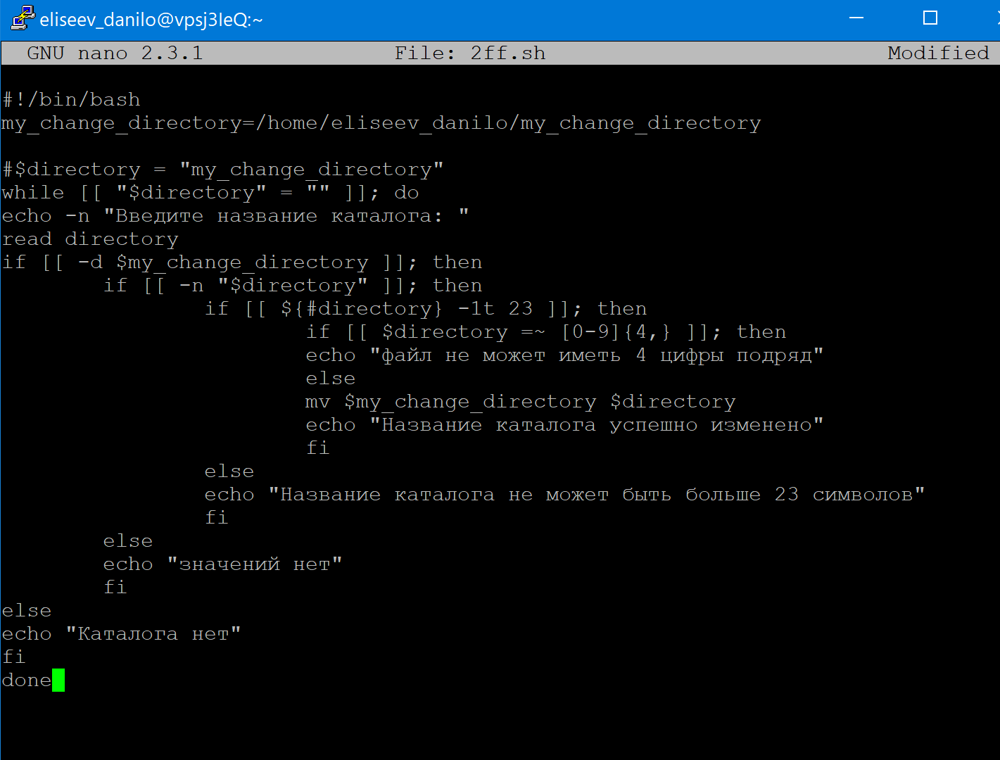 eliseev_danilo@vpsj3IeQ:~
GNU nano 2.3.1 File: 2ff.sh Modified
#!/bin/bash
my_change_directory=/home/eliseev_danilo/my_change_directory
#$directory = "my_change_directory"
while [[ "$directory" = "" ]]; do
echo -n "Введите название каталога: "
read directory
if [[ -d $my_change_directory ]]; then
if [[ -n "$directory" ]]; then
if [[ ${#directory} -1t 23 ]]; then
if [[ $directory =~ [0-9]{4,} ]]; then
echo "файл не может иметь 4 цифры подряд"
else
mv $my_change_directory $directory
echo "Название каталога успешно изменено"
fi
else
echo "Название каталога не может быть больше 23 символов"
fi
else
echo "значений нет"
fi
else
echo "Каталога нет"
fi
done